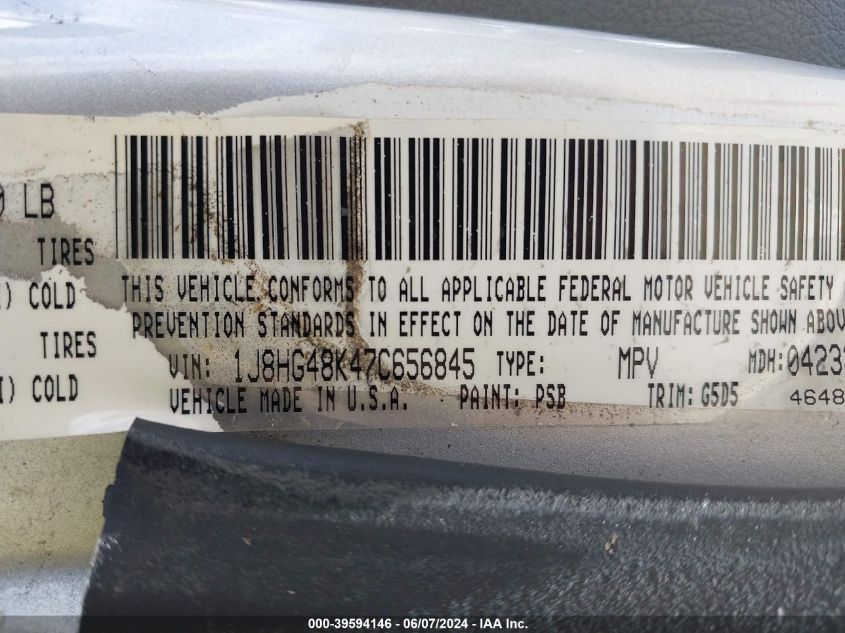 LB
TIRES
COLD
TIRES
COLD
THIS VEHICLE CONFORMS TO ALL APPLICABLE FEDERAL MOTOR VEHICLE SAFETY
PREVENTION STANDARDS IN EFFECT ON THE DATE OF MANUFACTURE SHOWN ABOV
VIN: 1J8HG48K47C656845 TYPE: MPV MDH: 0423
VEHICLE MADE IN U.S.A. PAINT: PSB TRIM: G5D5 4648
000-39594146 - 06/07/2024 - IAA Inc.